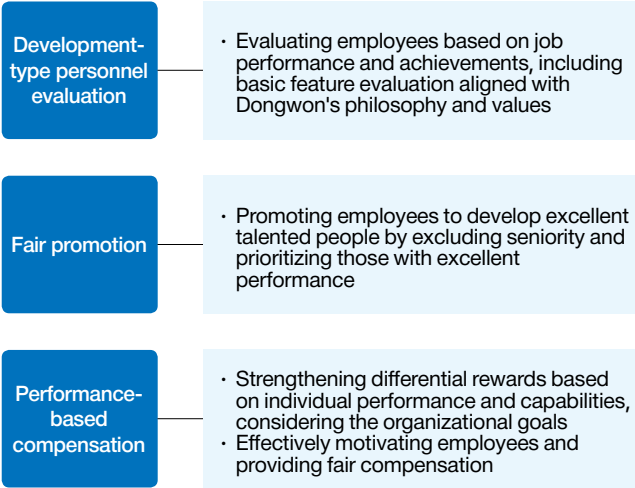 Development-
type personnel
evaluation
· Evaluating employees based on job
performance and achievements, including
basic feature evaluation aligned with
Dongwon's philosophy and values
Fair promotion
· Promoting employees to develop excellent
talented people by excluding seniority and
prioritizing those with excellent
performance
Performance-
based
compensation
· Strengthening differential rewards based
on individual performance and capabilities,
considering the organizational goals
· Effectively motivating employees and
providing fair compensation